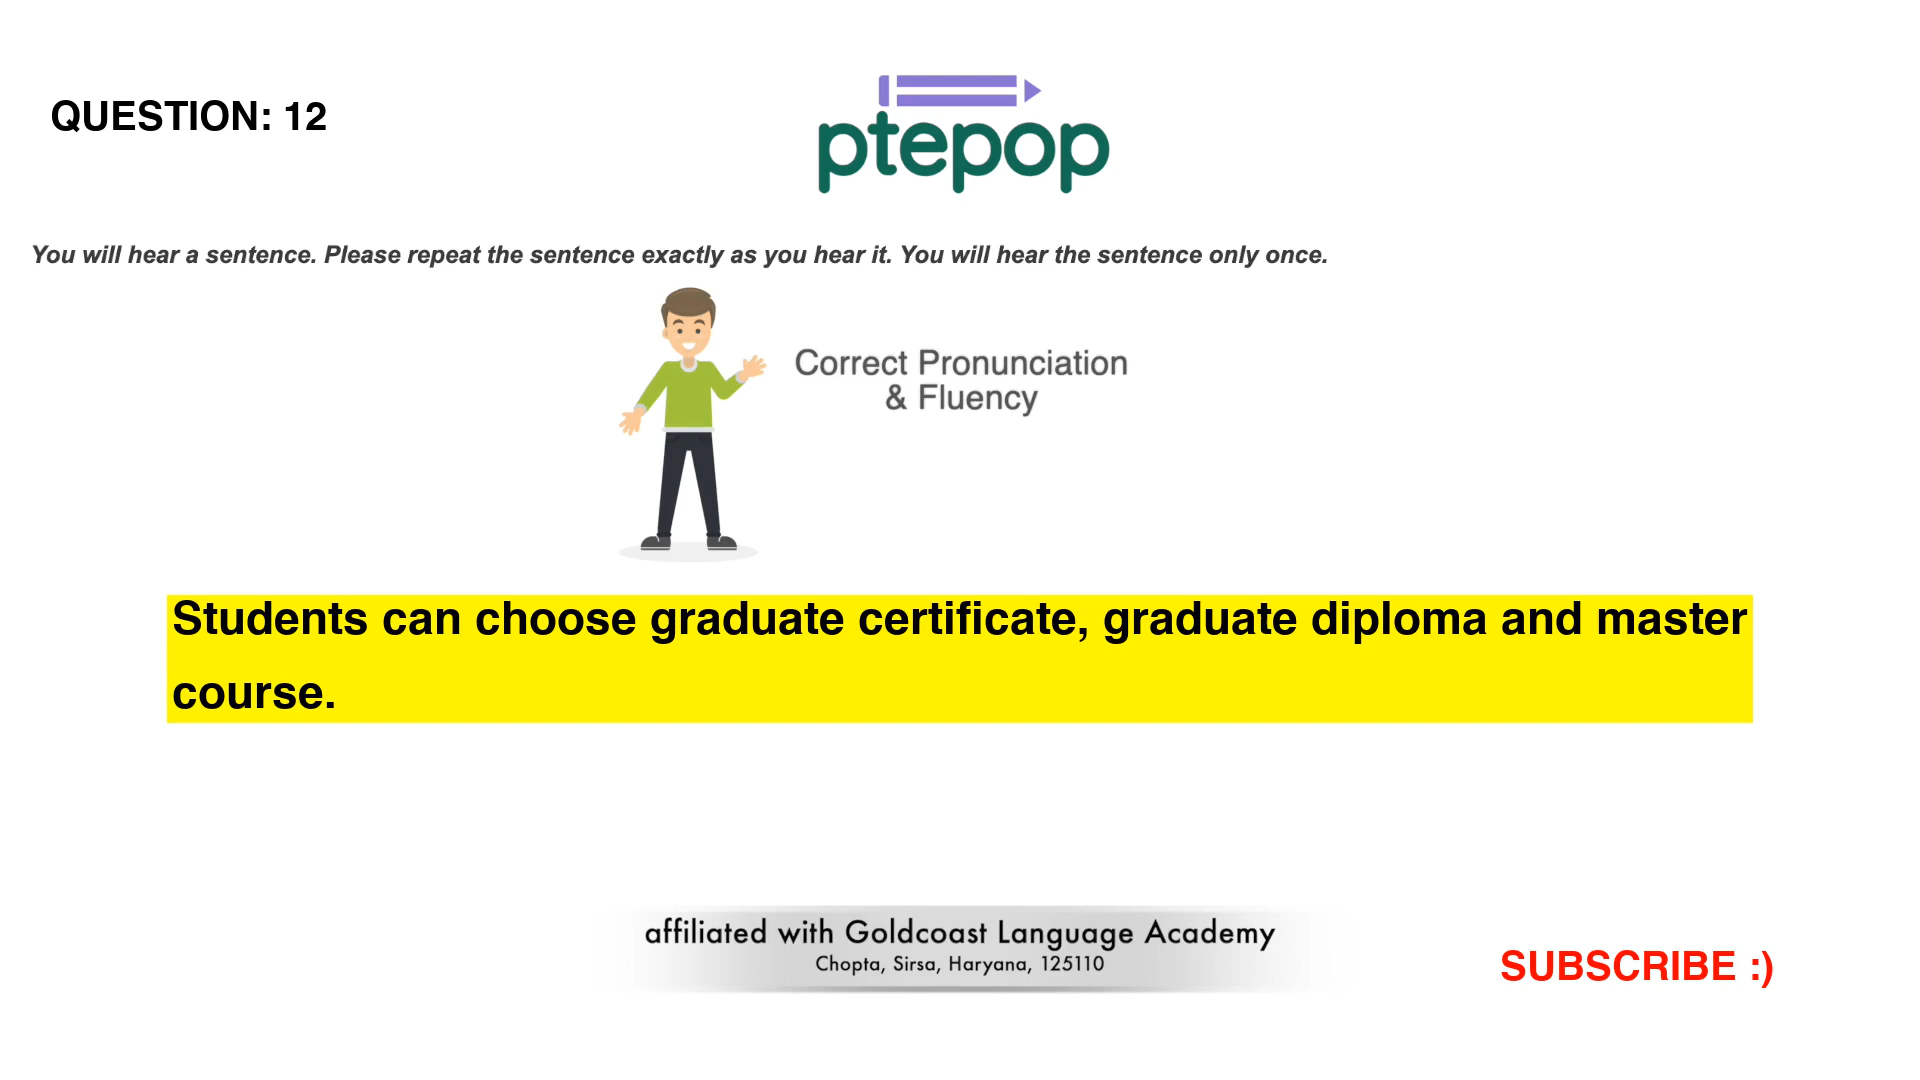 QUESTION: 12
ptepop
You will hear a sentence. Please repeat the sentence exactly as you hear it. You will hear the sentence only once.
Correct Pronunciation
& Fluency
Students can choose graduate certificate, graduate diploma and master
course.
affiliated with Goldcoast Language Academy
Chopta, Sirsa, Haryana, 125110
SUBSCRIBE :)